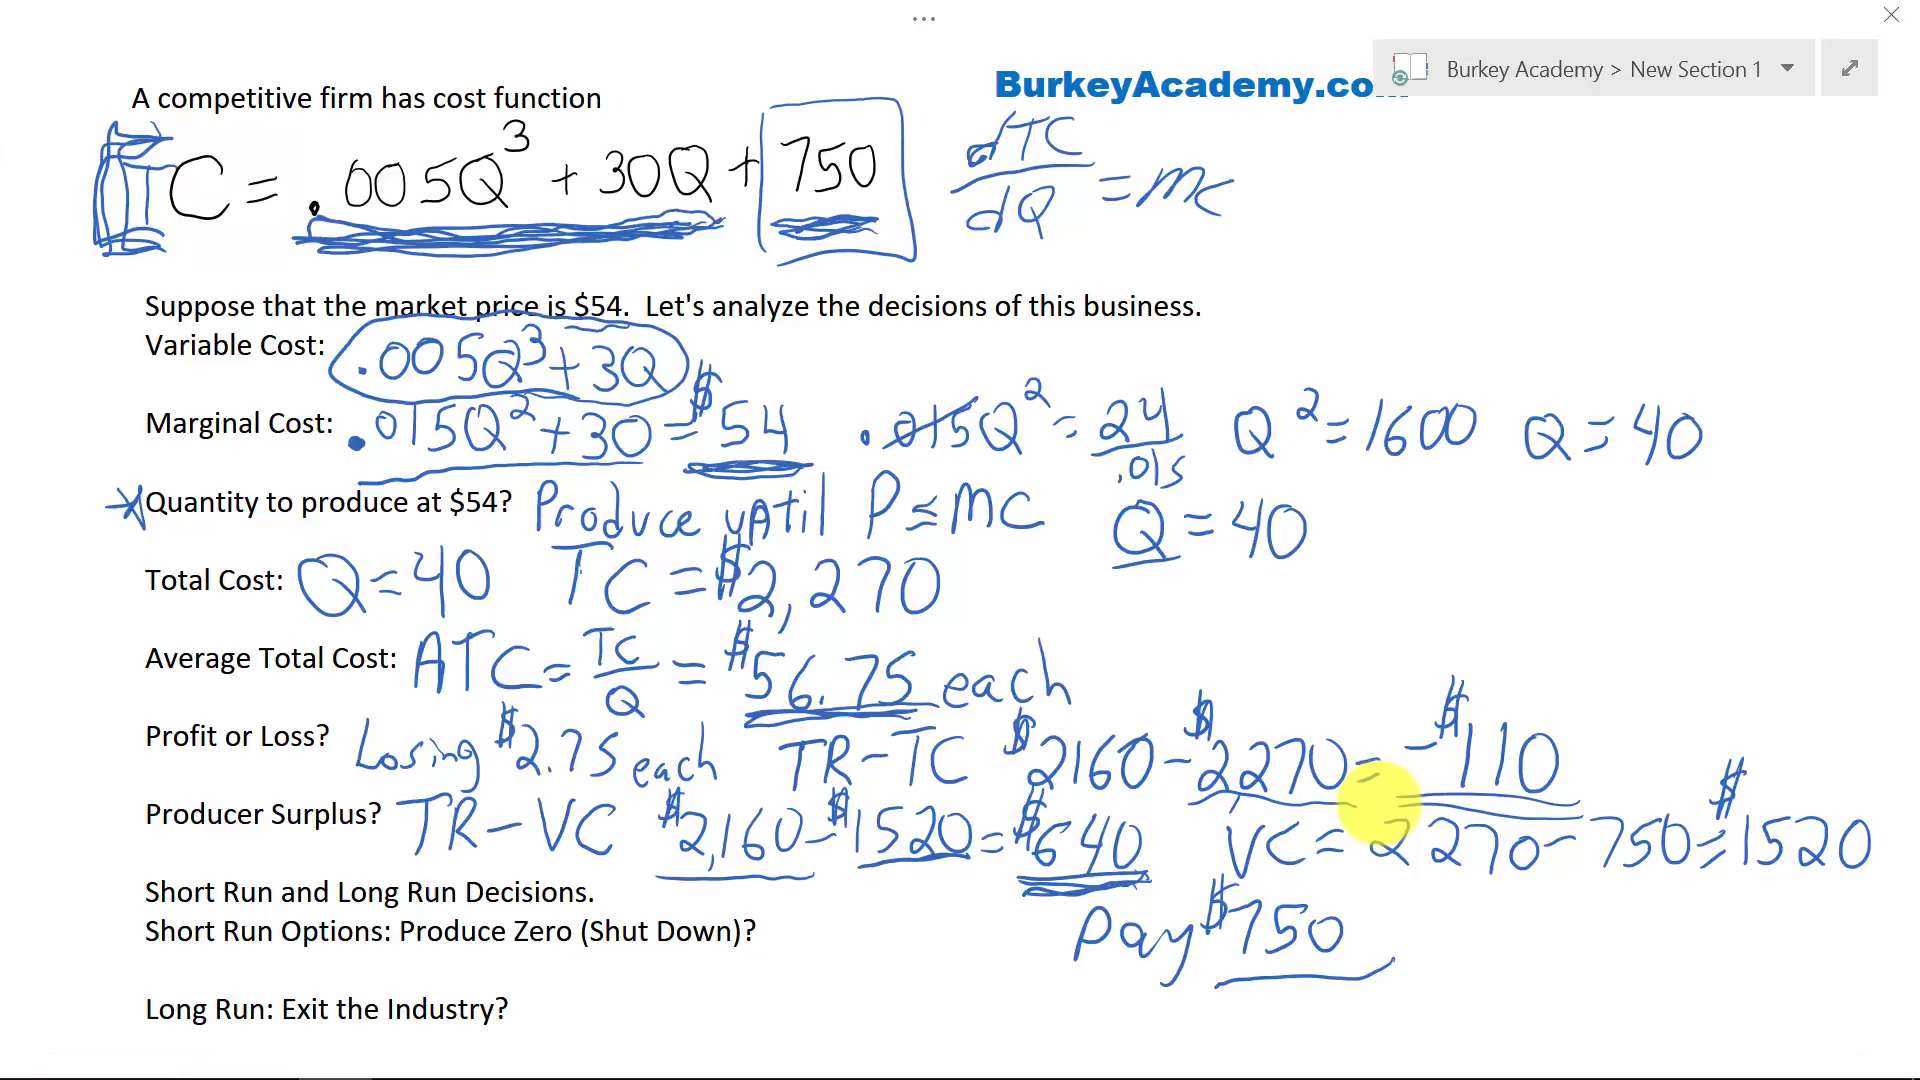 ...
BurkeyAcademy.co
Burkey Academy > New Section 1
A competitive firm has cost function
TC = .005Q³ + 30Q + 750
dTC/dQ = MC
Suppose that the market price is $54. Let's analyze the decisions of this business.
Variable Cost: .005Q³ + 3Q
Marginal Cost: .015Q² + 30 = $54 .015Q² = 24/.015 Q² = 1600 Q = 40
Quantity to produce at $54? Produce until P ≤ MC Q = 40
Total Cost: Q = 40 TC = $2,270
Average Total Cost: ATC = TC/Q = $56.75 each
Profit or Loss? Losing $2.75 each TR - TC $2160 - $2270 = -$110
Producer Surplus? TR - VC $2,160 - $1520 = $640 VC = 2270 - 750 = $1520
Short Run and Long Run Decisions.
Short Run Options: Produce Zero (Shut Down)? Pay $750
Long Run: Exit the Industry?